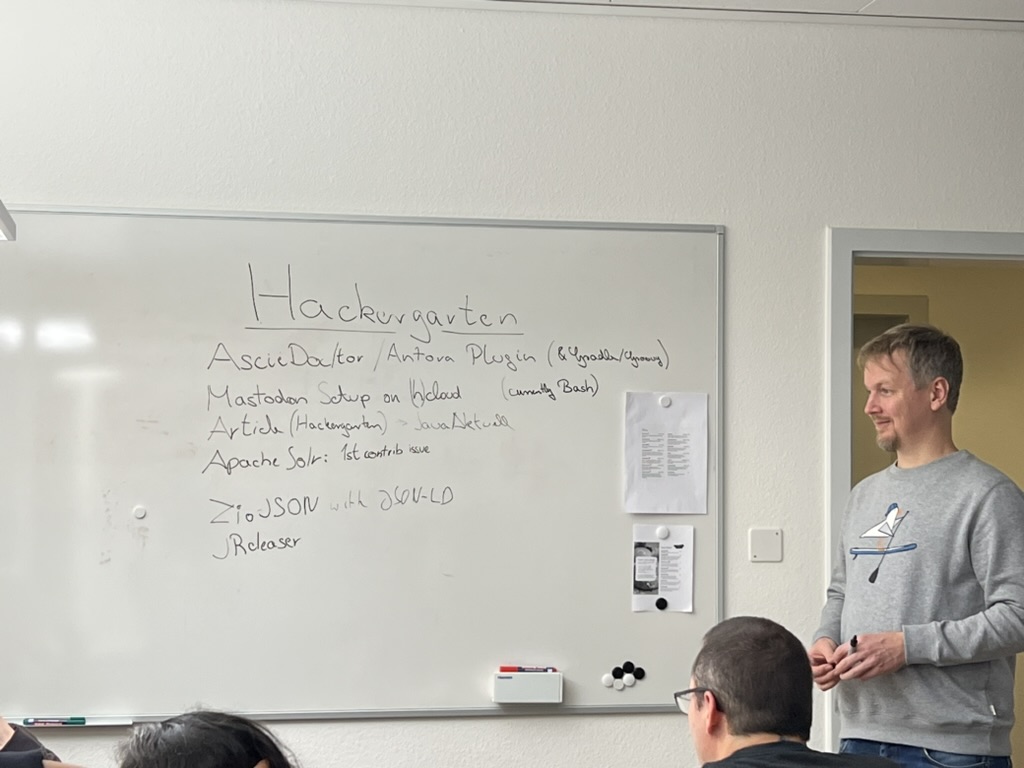 Hackergarten
AsciiDoctor / Antora Plugin (& Gradle/Groovy)
Mastodon Setup on (h)cloud (currently Bash)
Article (Hackergarten) > JavaAktuell
Apache Solr: 1st contrib issue
ZioJSON with JSON-LD
JReleaser